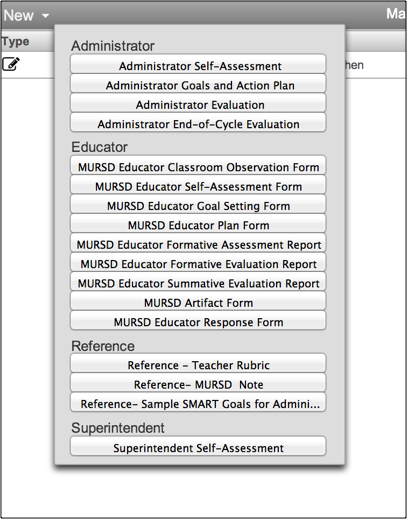 New
Ma
Type
hen
Administrator
Administrator Self-Assessment
Administrator Goals and Action Plan
Administrator Evaluation
Administrator End-of-Cycle Evaluation
Educator
MURSD Educator Classroom Observation Form
MURSD Educator Self-Assessment Form
MURSD Educator Goal Setting Form
MURSD Educator Plan Form
MURSD Educator Formative Assessment Report
MURSD Educator Formative Evaluation Report
MURSD Educator Summative Evaluation Report
MURSD Artifact Form
MURSD Educator Response Form
Reference
Reference - Teacher Rubric
Reference- MURSD  Note
Reference- Sample SMART Goals for Admini...
Superintendent
Superintendent Self-Assessment